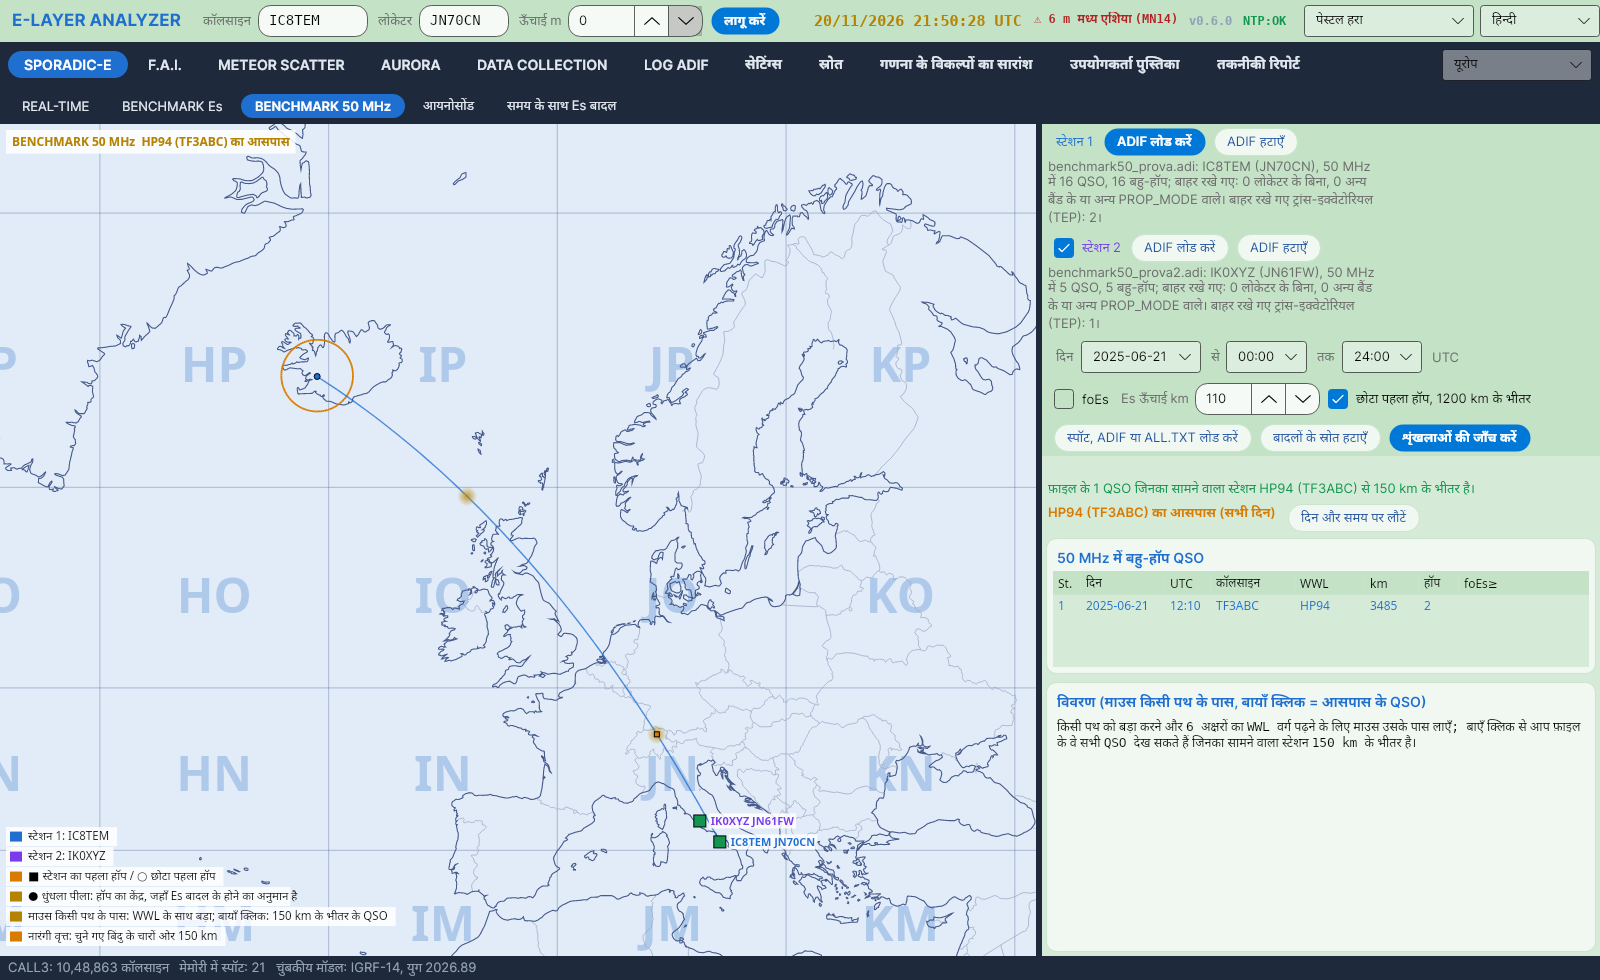 E-LAYER ANALYZER कॉलसाइन IC8TEM लोकेटर JN70CN ऊँचाई m 0 लागू करें 20/11/2026 21:50:28 UTC ⚠ 6 m मध्य एशिया (MN14) v0.6.0 NTP:OK पेस्टल हरा हिन्दी
SPORADIC-E F.A.I. METEOR SCATTER AURORA DATA COLLECTION LOG ADIF सेटिंग्स स्रोत गणना के विकल्पों का सारांश उपयोगकर्ता पुस्तिका तकनीकी रिपोर्ट यूरोप
REAL-TIME BENCHMARK Es BENCHMARK 50 MHz आयनोसोंड समय के साथ Es बादल
BENCHMARK 50 MHz HP94 (TF3ABC) का आसपास
P HP IP JP KP
O HO IO JO KO
N HN IN JN KN
IM JM KM
IK0XYZ JN61FW
IC8TEM JN70CN
स्टेशन 1: IC8TEM
स्टेशन 2: IK0XYZ
■ स्टेशन का पहला हॉप / ○ छोटा पहला हॉप
● धुंधला पीला: हॉप का केंद्र, जहाँ Es बादल के होने का अनुमान है
माउस किसी पथ के पास: WWL के साथ बड़ा; बायाँ क्लिक: 150 km के भीतर के QSO
नारंगी वृत्त: चुने गए बिंदु के चारों ओर 150 km
स्टेशन 1 ADIF लोड करें ADIF हटाएँ
benchmark50_prova.adi: IC8TEM (JN70CN), 50 MHz
में 16 QSO, 16 बहु-हॉप; बाहर रखे गए: 0 लोकेटर के बिना, 0 अन्य
बैंड के या अन्य PROP_MODE वाले। बाहर रखे गए ट्रांस-इक्वेटोरियल
(TEP): 2।
स्टेशन 2 ADIF लोड करें ADIF हटाएँ
benchmark50_prova2.adi: IK0XYZ (JN61FW), 50 MHz
में 5 QSO, 5 बहु-हॉप; बाहर रखे गए: 0 लोकेटर के बिना, 0 अन्य बैंड
के या अन्य PROP_MODE वाले। बाहर रखे गए ट्रांस-इक्वेटोरियल
(TEP): 1।
दिन 2025-06-21 से 00:00 तक 24:00 UTC
foEs Es ऊँचाई km 110 छोटा पहला हॉप, 1200 km के भीतर
स्पॉट, ADIF या ALL.TXT लोड करें बादलों के स्रोत हटाएँ शृंखलाओं की जाँच करें
फ़ाइल के 1 QSO जिनका सामने वाला स्टेशन HP94 (TF3ABC) से 150 km के भीतर है।
HP94 (TF3ABC) का आसपास (सभी दिन) दिन और समय पर लौटें
50 MHz में बहु-हॉप QSO
St. दिन UTC कॉलसाइन WWL km हॉप foEs≥
1 2025-06-21 12:10 TF3ABC HP94 3485 2
विवरण (माउस किसी पथ के पास, बायाँ क्लिक = आसपास के QSO)
किसी पथ को बड़ा करने और 6 अक्षरों का WWL वर्ग पढ़ने के लिए माउस उसके पास लाएँ; बाएँ क्लिक से आप फ़ाइल
के वे सभी QSO देख सकते हैं जिनका सामने वाला स्टेशन 150 km के भीतर है।
CALL3: 10,48,863 कॉलसाइन मेमोरी में स्पॉट: 21 चुंबकीय मॉडल: IGRF-14, युग 2026.89